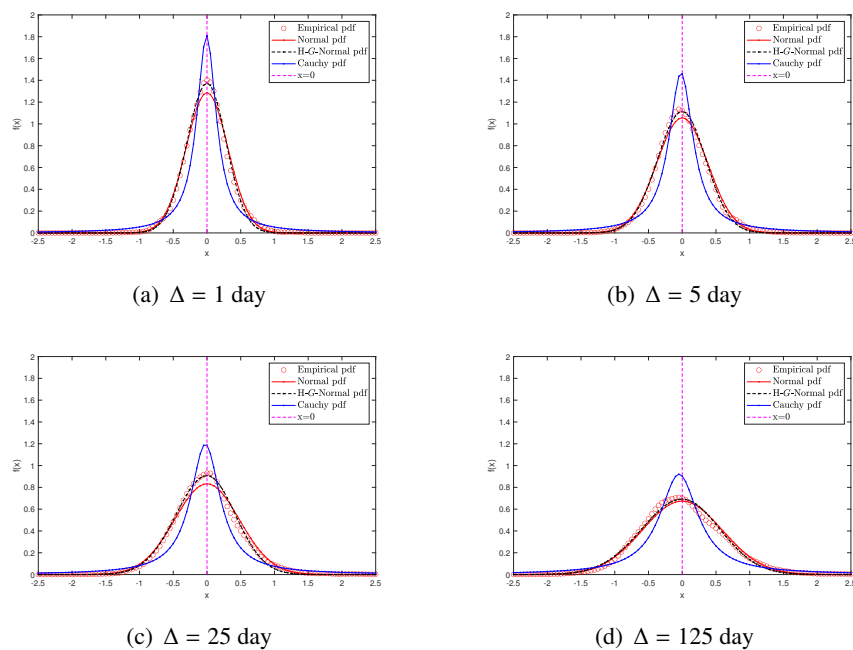 2
1.8
1.6
1.4
1.2
1
0.8
0.6
0.4
0.2
0
f(x)
-2.5 -2 -1.5 -1 -0.5 0 0.5 1 1.5 2 2.5
x
Empirical pdf
Normal pdf
H-G-Normal pdf
Cauchy pdf
x=0
(a) Δ = 1 day
2
1.8
1.6
1.4
1.2
1
0.8
0.6
0.4
0.2
0
f(x)
-2.5 -2 -1.5 -1 -0.5 0 0.5 1 1.5 2 2.5
x
Empirical pdf
Normal pdf
H-G-Normal pdf
Cauchy pdf
x=0
(b) Δ = 5 day
2
1.8
1.6
1.4
1.2
1
0.8
0.6
0.4
0.2
0
f(x)
-2.5 -2 -1.5 -1 -0.5 0 0.5 1 1.5 2 2.5
x
Empirical pdf
Normal pdf
H-G-Normal pdf
Cauchy pdf
x=0
(c) Δ = 25 day
2
1.8
1.6
1.4
1.2
1
0.8
0.6
0.4
0.2
0
f(x)
-2.5 -2 -1.5 -1 -0.5 0 0.5 1 1.5 2 2.5
x
Empirical pdf
Normal pdf
H-G-Normal pdf
Cauchy pdf
x=0
(d) Δ = 125 day